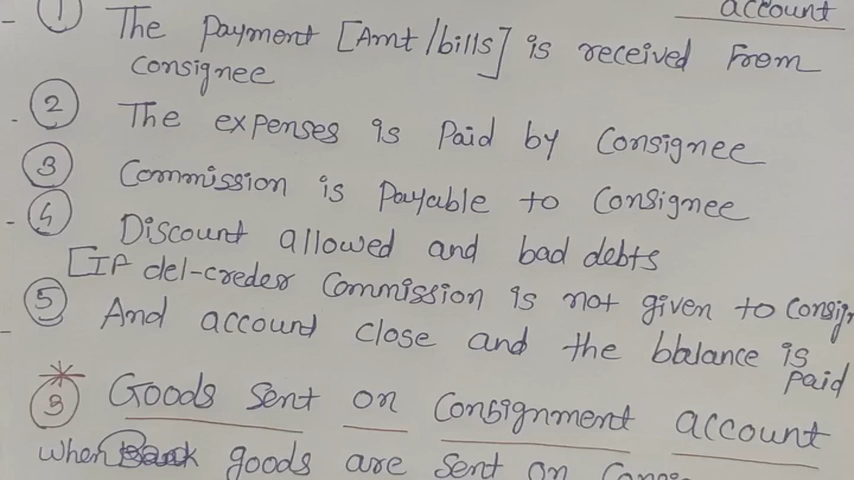 account
① The Payment [Amt/bills] is received From
Consignee
② The expenses is Paid by Consignee
③ Commission is Payable to Consignee
④ Discount allowed and bad debts
[If del-creder Commission is not given to Consign
⑤ And account close and the bbalance is
paid
③ Goods Sent on Consignment account
When goods are sent on